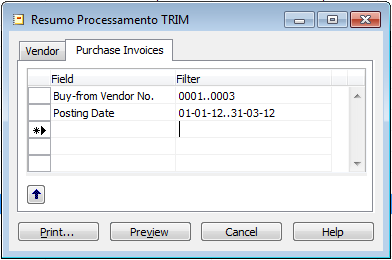 Resumo Processamento TRIM
Vendor Purchase Invoices
Field Filter
Buy-from Vendor No. 0001..0003
Posting Date 01-01-12..31-03-12
Print... Preview Cancel Help